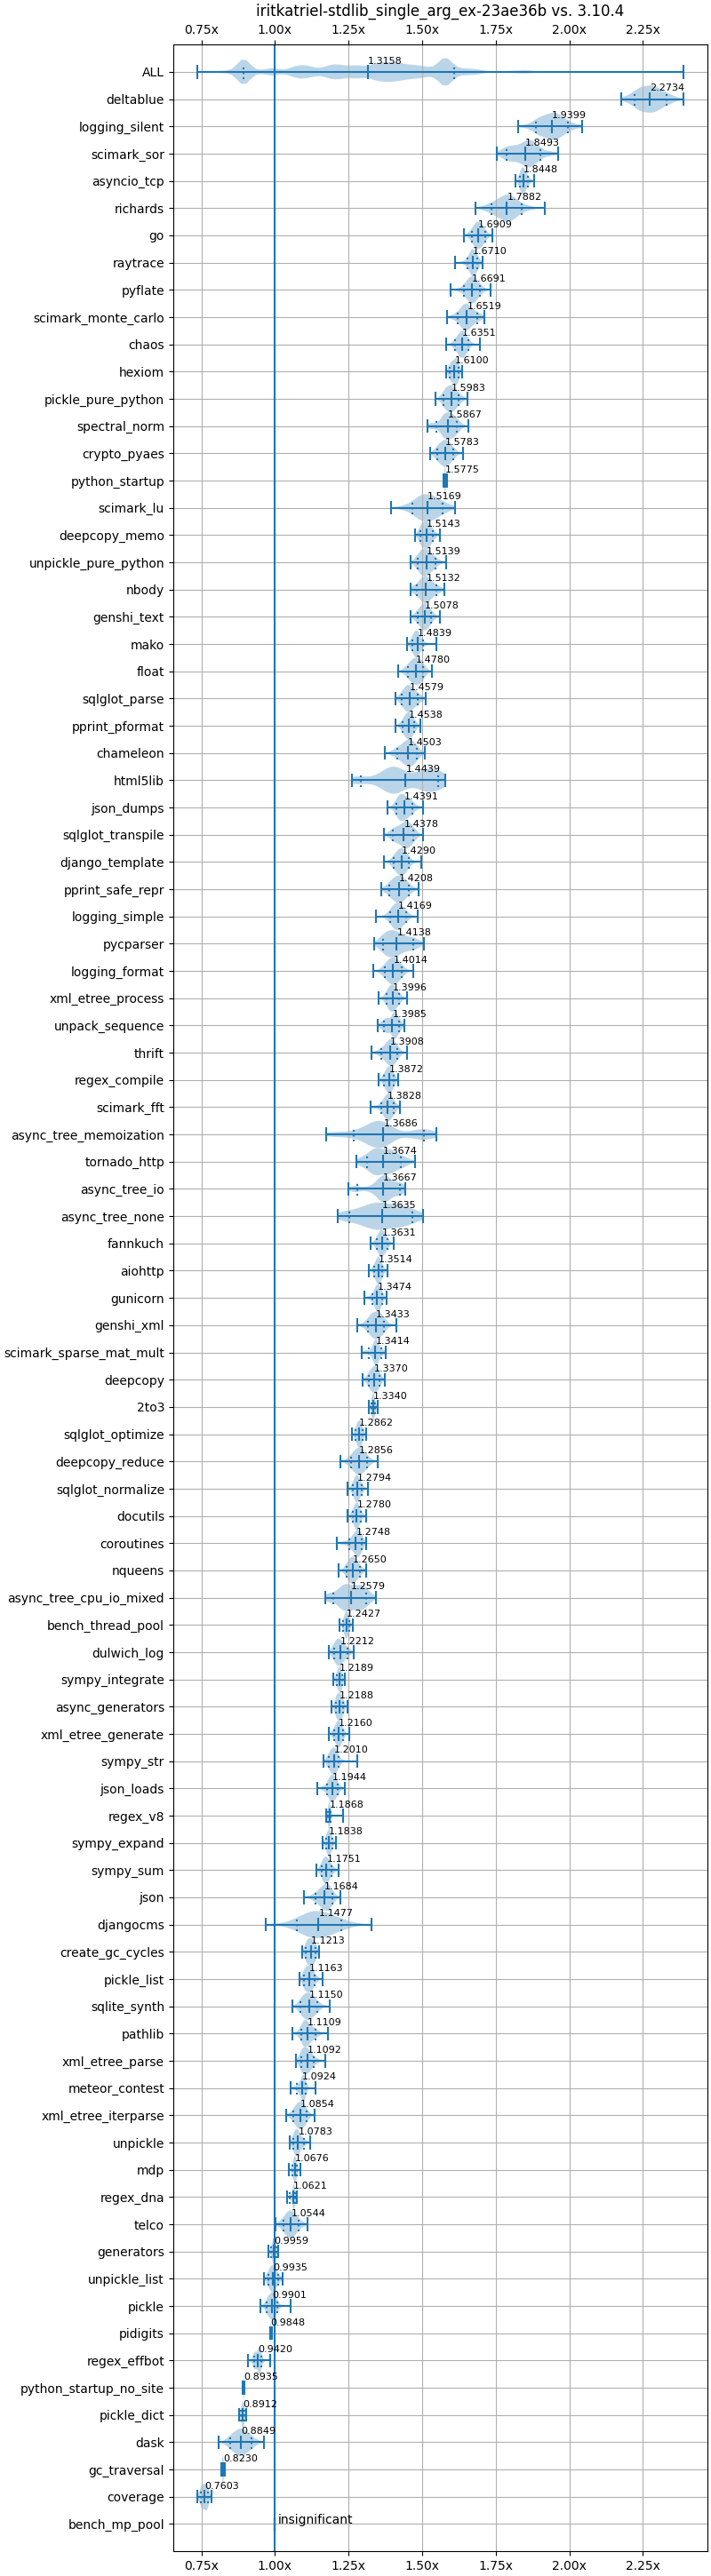 iritkatriel-stdlib_single_arg_ex-23ae36b vs. 3.10.4
0.75x 1.00x 1.25x 1.50x 1.75x 2.00x 2.25x
ALL 1.3158
deltablue 2.2734
logging_silent 1.9399
scimark_sor 1.8493
asyncio_tcp 1.8448
richards 1.7882
go 1.6909
raytrace 1.6710
pyflate 1.6691
scimark_monte_carlo 1.6519
chaos 1.6351
hexiom 1.6100
pickle_pure_python 1.5983
spectral_norm 1.5867
crypto_pyaes 1.5783
python_startup 1.5775
scimark_lu 1.5169
deepcopy_memo 1.5143
unpickle_pure_python 1.5139
nbody 1.5132
genshi_text 1.5078
mako 1.4839
float 1.4780
sqlglot_parse 1.4579
pprint_pformat 1.4538
chameleon 1.4503
html5lib 1.4439
json_dumps 1.4391
sqlglot_transpile 1.4378
django_template 1.4290
pprint_safe_repr 1.4208
logging_simple 1.4169
pycparser 1.4138
logging_format 1.4014
xml_etree_process 1.3996
unpack_sequence 1.3985
thrift 1.3908
regex_compile 1.3872
scimark_fft 1.3828
async_tree_memoization 1.3686
tornado_http 1.3674
async_tree_io 1.3667
async_tree_none 1.3635
fannkuch 1.3631
aiohttp 1.3514
gunicorn 1.3474
genshi_xml 1.3433
scimark_sparse_mat_mult 1.3414
deepcopy 1.3370
2to3 1.3340
sqlglot_optimize 1.2862
deepcopy_reduce 1.2856
sqlglot_normalize 1.2794
docutils 1.2780
coroutines 1.2748
nqueens 1.2650
async_tree_cpu_io_mixed 1.2579
bench_thread_pool 1.2427
dulwich_log 1.2212
sympy_integrate 1.2189
async_generators 1.2188
xml_etree_generate 1.2160
sympy_str 1.2010
json_loads 1.1944
regex_v8 1.1868
sympy_expand 1.1838
sympy_sum 1.1751
json 1.1684
djangocms 1.1477
create_gc_cycles 1.1213
pickle_list 1.1163
sqlite_synth 1.1150
pathlib 1.1109
xml_etree_parse 1.1092
meteor_contest 1.0924
xml_etree_iterparse 1.0854
unpickle 1.0783
mdp 1.0676
regex_dna 1.0621
telco 1.0544
generators 0.9959
unpickle_list 0.9935
pickle 0.9901
pidigits 0.9848
regex_effbot 0.9420
python_startup_no_site 0.8935
pickle_dict 0.8912
dask 0.8849
gc_traversal 0.8230
coverage 0.7603
bench_mp_pool insignificant
0.75x 1.00x 1.25x 1.50x 1.75x 2.00x 2.25x